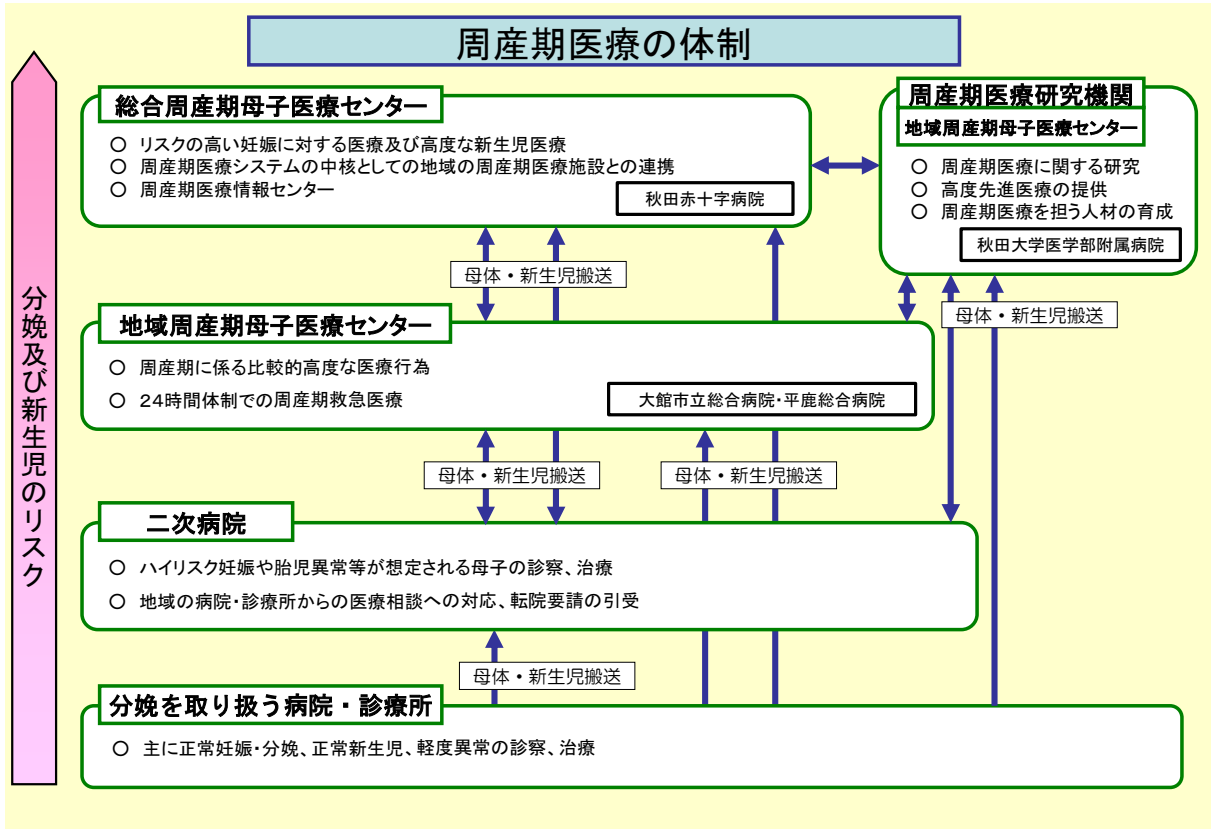 周産期医療の体制
分娩及び新生児のリスク
総合周産期母子医療センター
○ リスクの高い妊娠に対する医療及び高度な新生児医療
○ 周産期医療システムの中核としての地域の周産期医療施設との連携
○ 周産期医療情報センター
秋田赤十字病院
周産期医療研究機関
地域周産期母子医療センター
○ 周産期医療に関する研究
○ 高度先進医療の提供
○ 周産期医療を担う人材の育成
秋田大学医学部附属病院
母体・新生児搬送
母体・新生児搬送
地域周産期母子医療センター
○ 周産期に係る比較的高度な医療行為
○ 24時間体制での周産期救急医療
大館市立総合病院・平鹿総合病院
母体・新生児搬送
母体・新生児搬送
二次病院
○ ハイリスク妊娠や胎児異常等が想定される母子の診察、治療
○ 地域の病院・診療所からの医療相談への対応、転院要請の引受
母体・新生児搬送
分娩を取り扱う病院・診療所
○ 主に正常妊娠・分娩、正常新生児、軽度異常の診察、治療